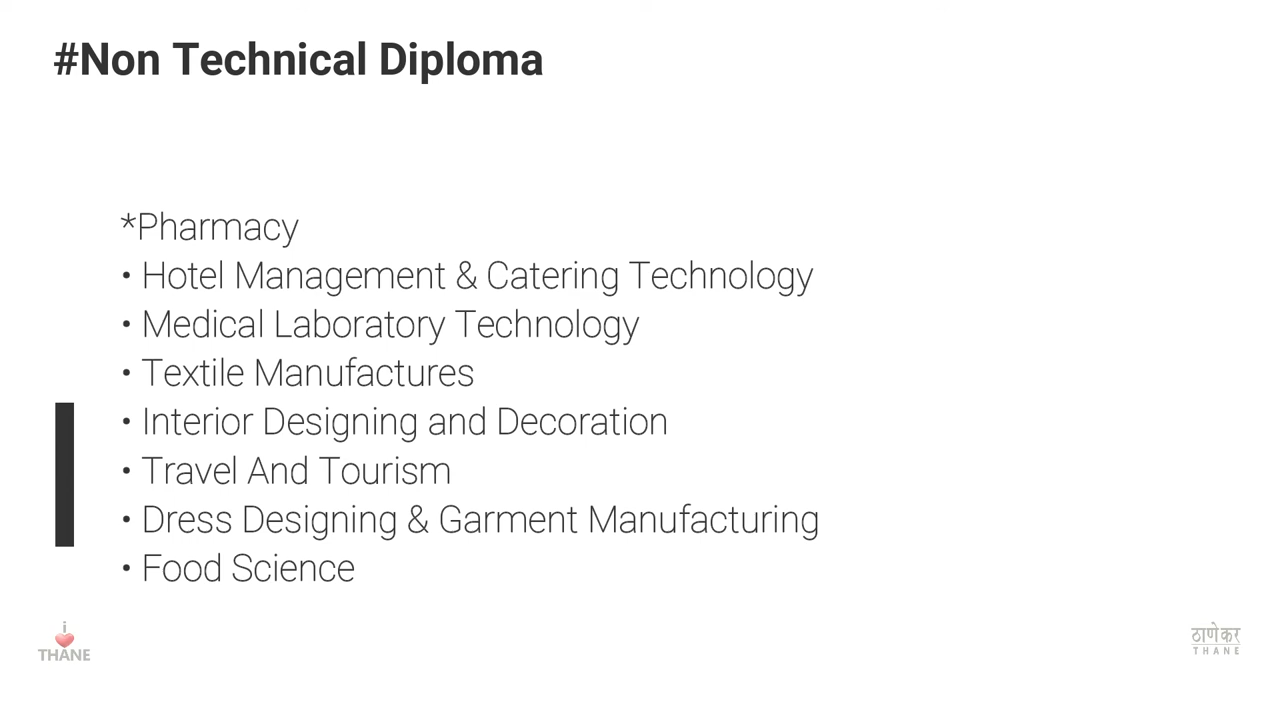 #Non Technical Diploma
*Pharmacy
• Hotel Management & Catering Technology
• Medical Laboratory Technology
• Textile Manufactures
• Interior Designing and Decoration
• Travel And Tourism
• Dress Designing & Garment Manufacturing
• Food Science
i
THANE
ठाणेकर
THANE